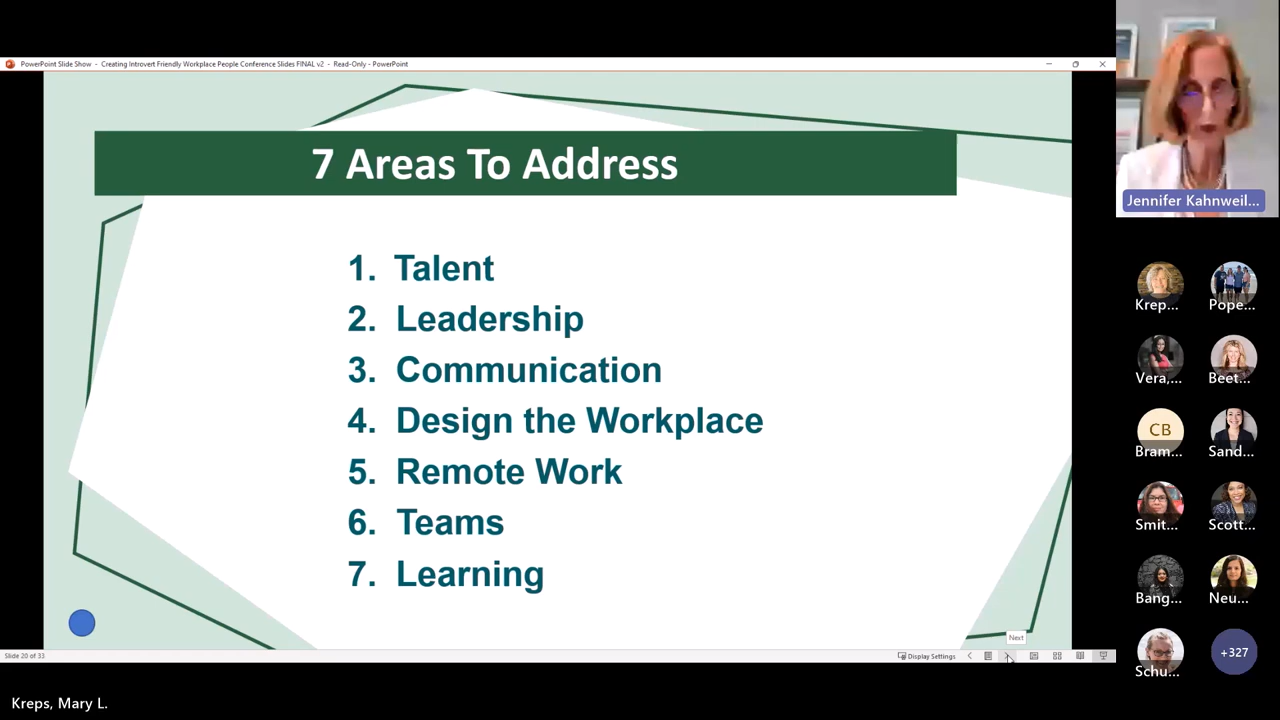 PowerPoint Slide Show - Creating Introvert Friendly Workplace People Conference Slides FINAL v2 - Read-Only - PowerPoint
7 Areas To Address
1. Talent
2. Leadership
3. Communication
4. Design the Workplace
5. Remote Work
6. Teams
7. Learning
Next
Slide 20 of 33
Display Settings
Jennifer Kahnweil...
Krep...
Pope...
Vera,...
Beet...
CB
Bram...
Sand...
Smit...
Scott...
Bang...
Neu...
Schu...
+327
Kreps, Mary L.